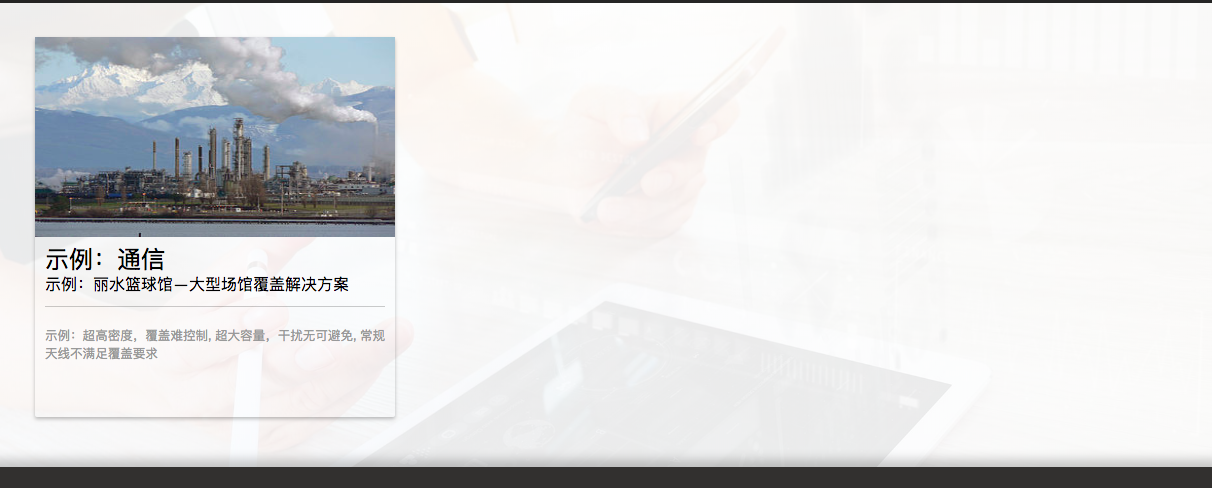 示例：通信
示例：丽水篮球馆—大型场馆覆盖解决方案
示例：超高密度，覆盖难控制, 超大容量，干扰无可避免, 常规
天线不满足覆盖要求